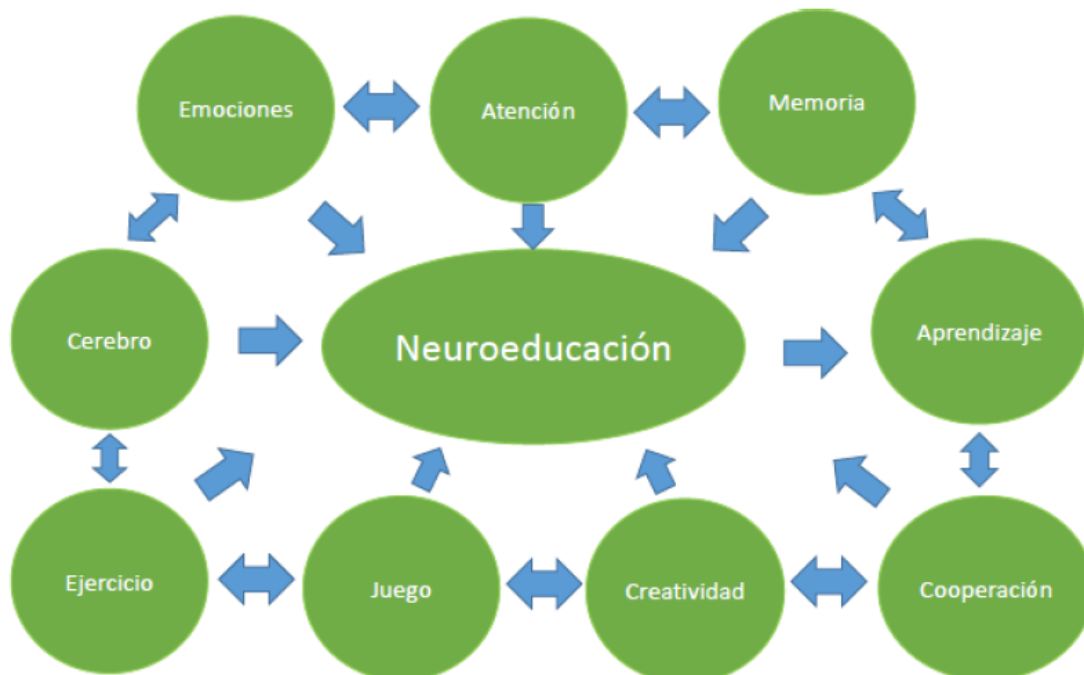 Emociones
Atención
Memoria
Cerebro
Neuroeducación
Aprendizaje
Ejercicio
Juego
Creatividad
Cooperación